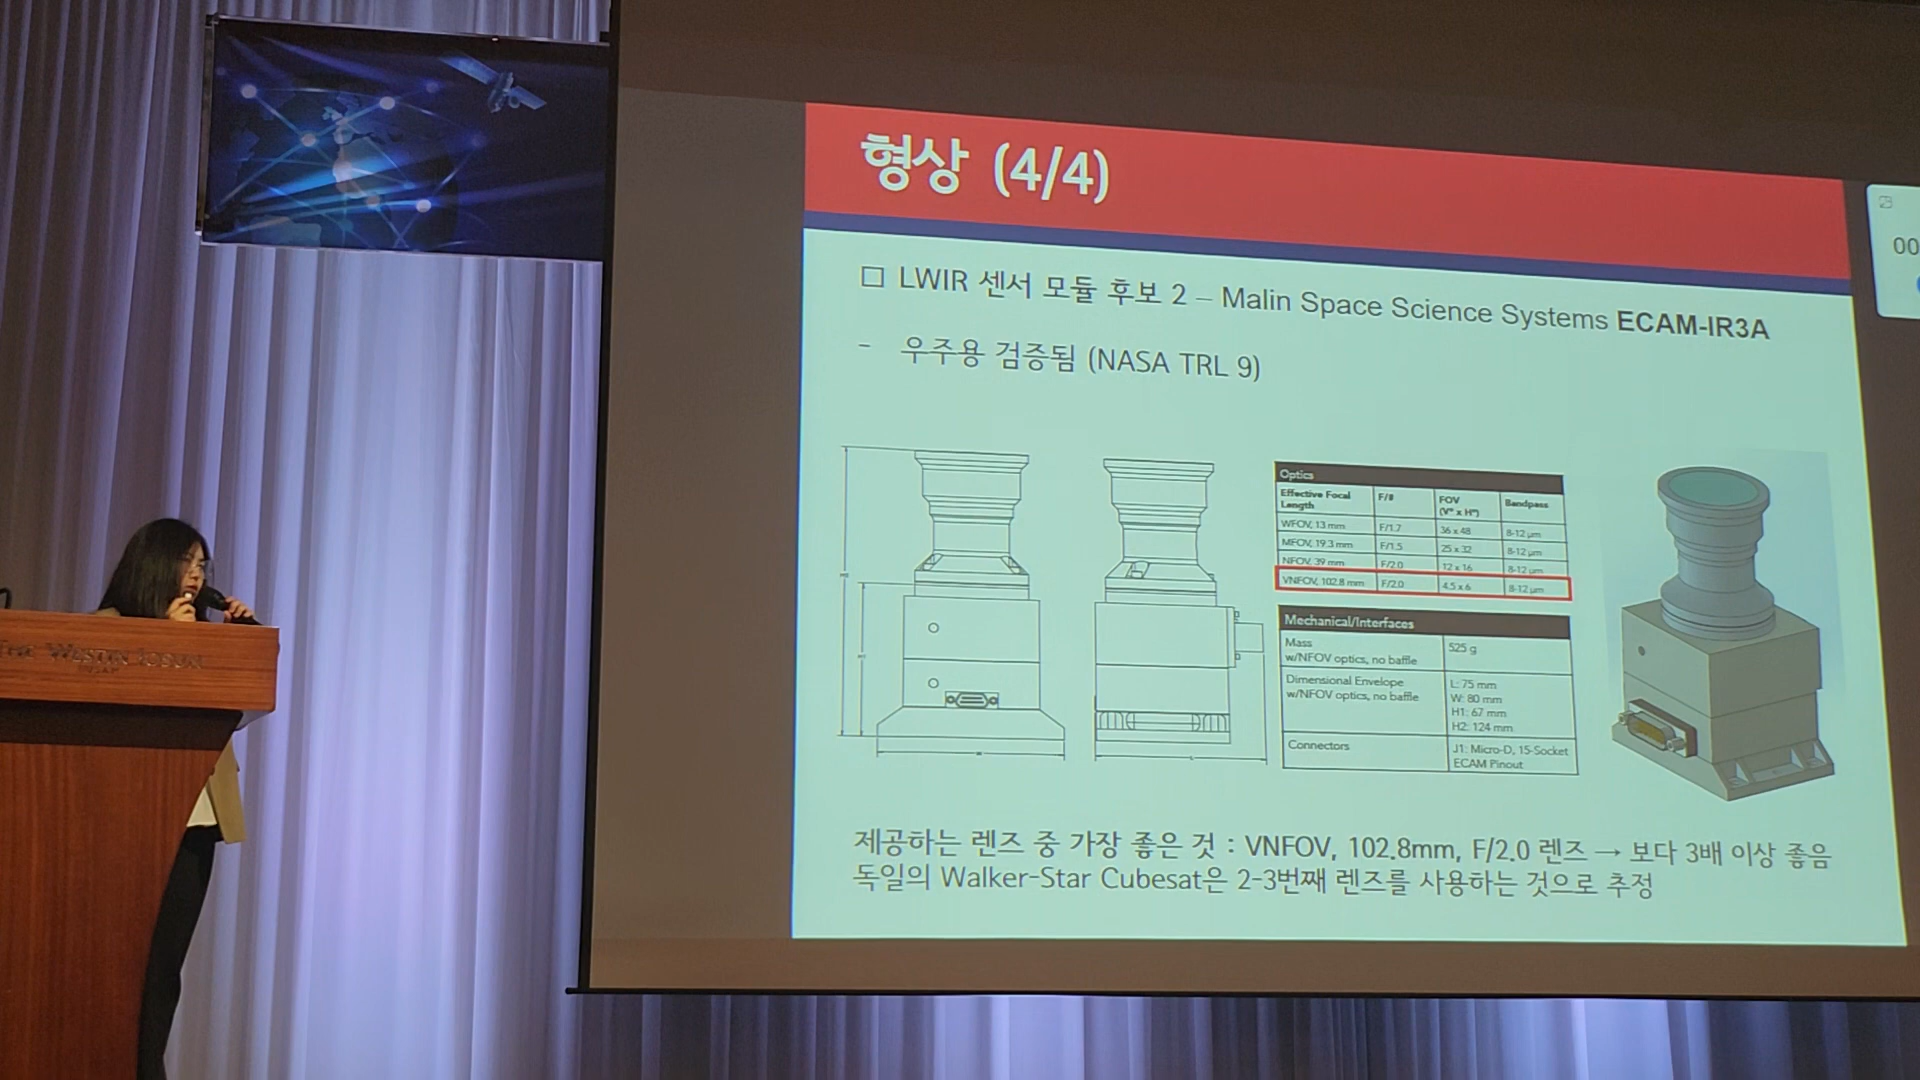 형상 (4/4)
□ LWIR 센서 모듈 후보 2 – Malin Space Science Systems ECAM-IR3A
- 우주용 검증됨 (NASA TRL 9)
Optics
Effective Focal Length F/# FOV (V° x H°) Bandpass
WFOV, 13 mm F/1.7 36 x 48 8-12 µm
MFOV, 19.3 mm F/1.5 25 x 32 8-12 µm
NFOV, 39 mm F/2.0 12 x 16 8-12 µm
VNFOV, 102.8 mm F/2.0 4.5 x 6 8-12 µm
Mechanical/Interfaces
Mass
w/NFOV optics, no baffle 525 g
Dimensional Envelope
w/NFOV optics, no baffle
L: 75 mm
W: 80 mm
H1: 67 mm
H2: 124 mm
Connectors
J1: Micro-D, 15-Socket
ECAM Pinout
제공하는 렌즈 중 가장 좋은 것 : VNFOV, 102.8mm, F/2.0 렌즈 → 보다 3배 이상 좋음
독일의 Walker-Star Cubesat은 2-3번째 렌즈를 사용하는 것으로 추정
00
THE WESTIN JOSUN